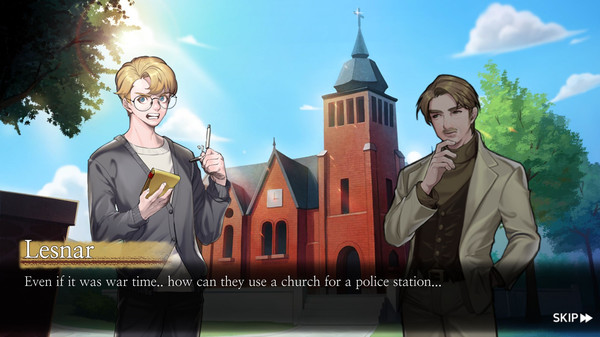 Lesnar
Even if it was war time.. how can they use a church for a police station...
SKIP